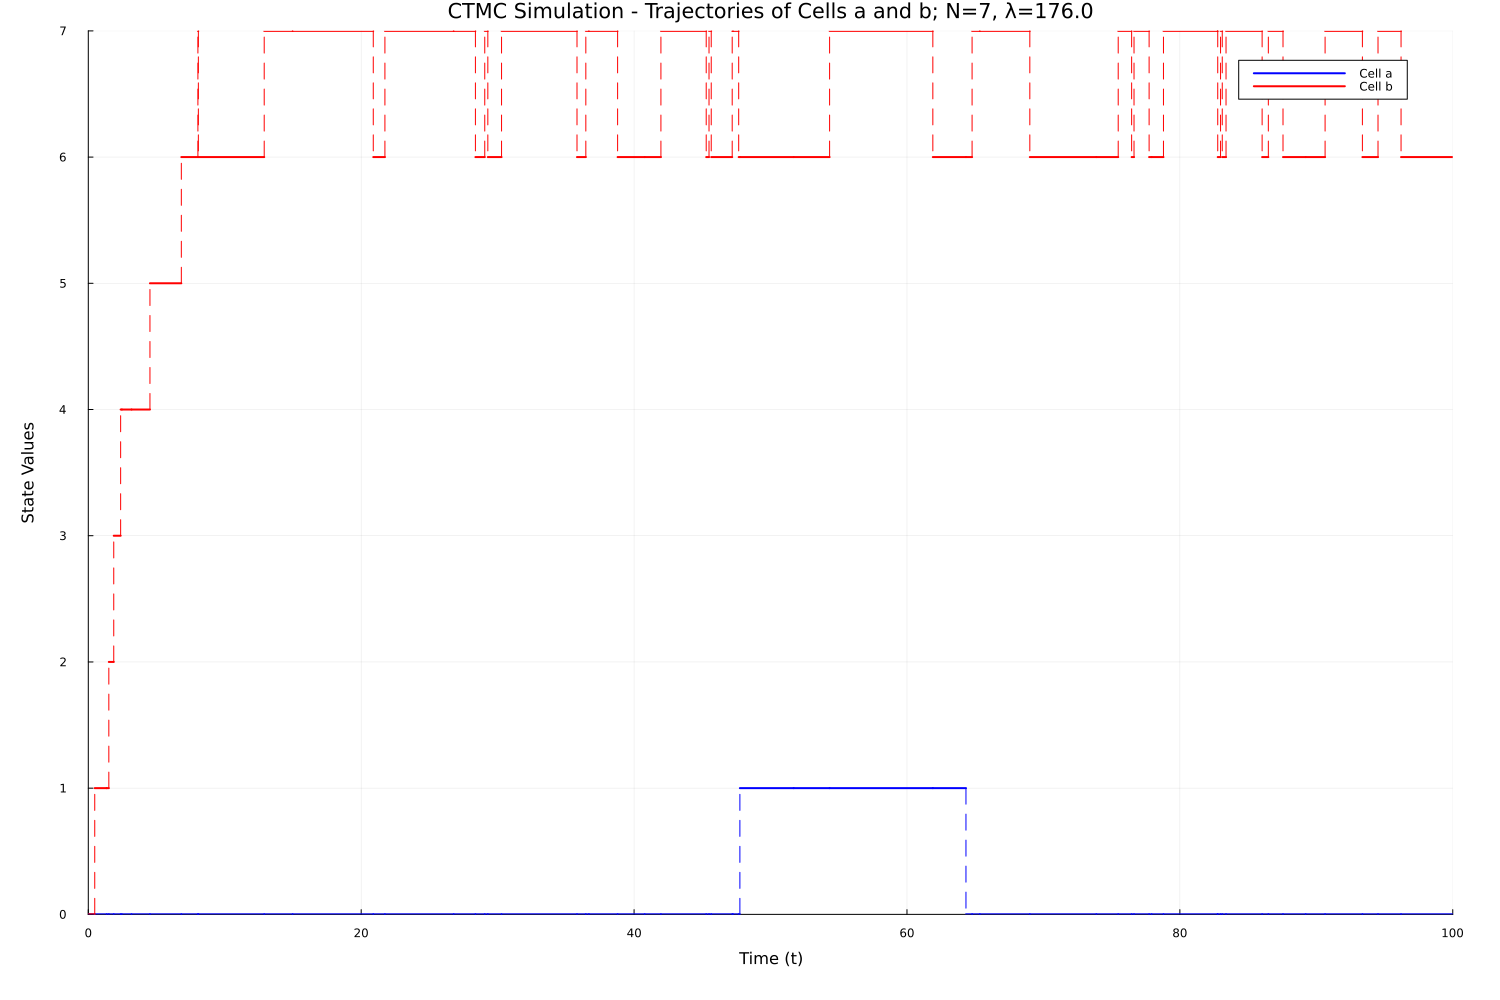 CTMC Simulation - Trajectories of Cells a and b; N=7, λ=176.0
7
Cell a
Cell b
6
5
4
State Values
3
2
1
0
0 20 40 60 80 100
Time (t)